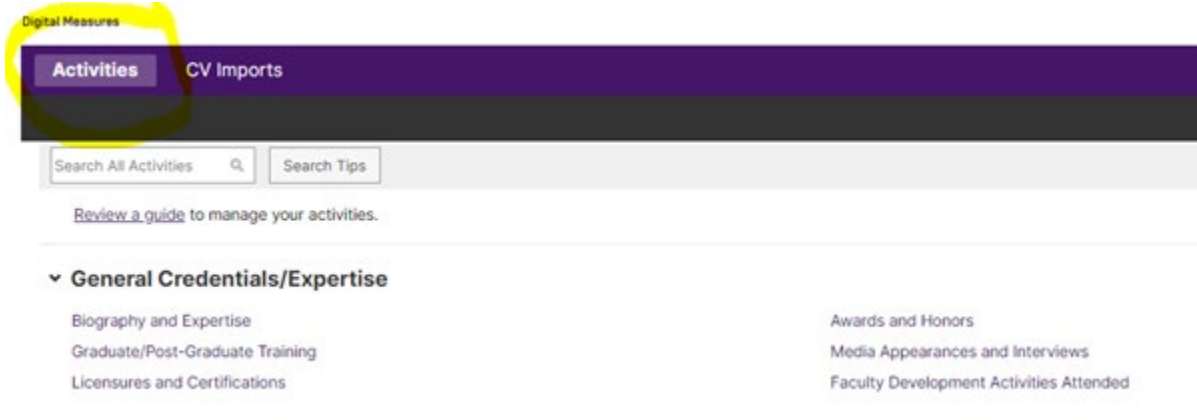 Digital Measures
Activities CV Imports
Search All Activities Search Tips
Review a guide to manage your activities.
General Credentials/Expertise
Biography and Expertise Awards and Honors
Graduate/Post-Graduate Training Media Appearances and Interviews
Licensures and Certifications Faculty Development Activities Attended